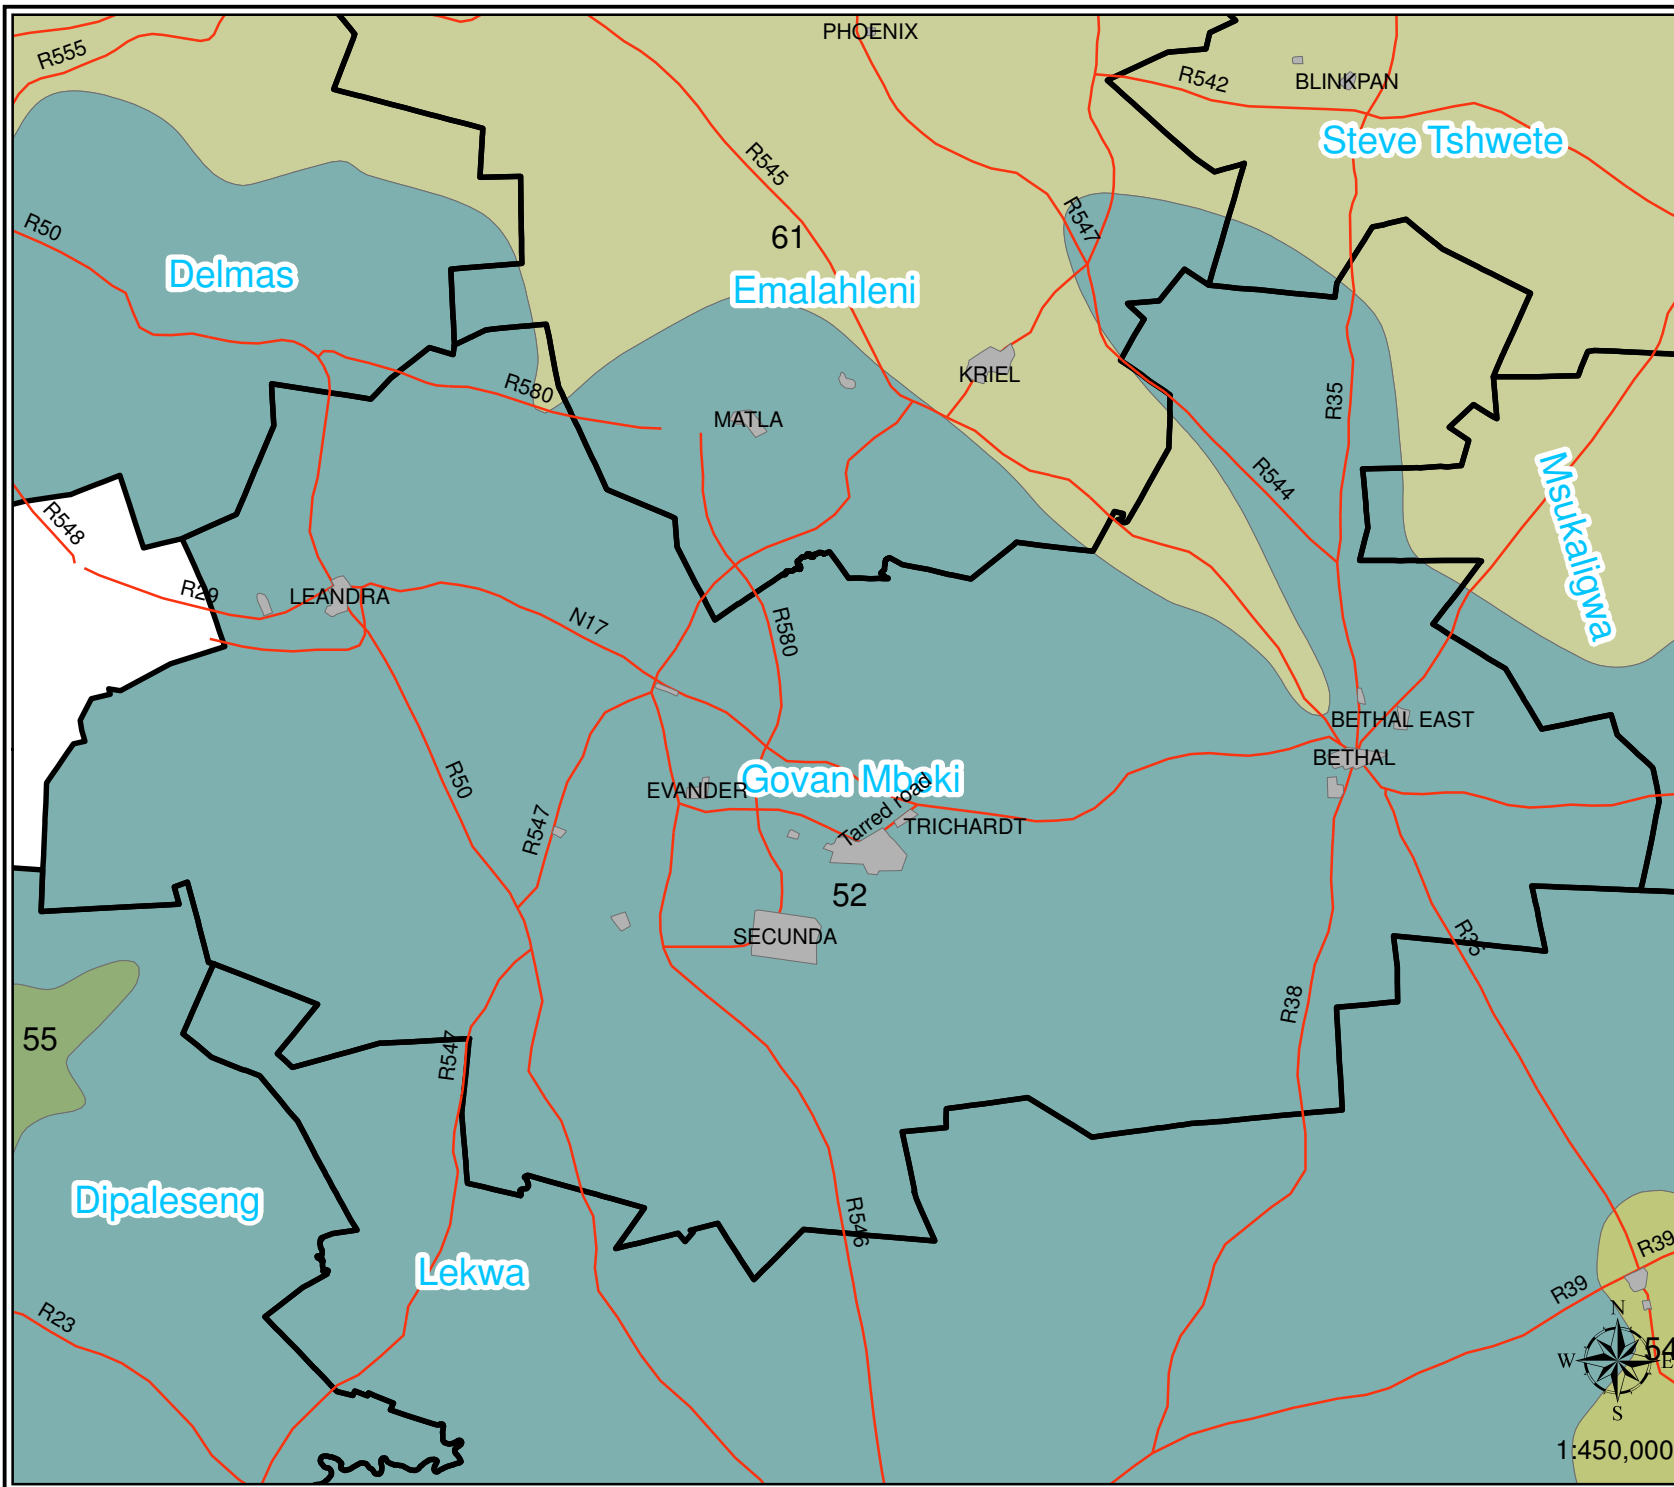 PHOENIX
R555
R542
BLINKPAN
Steve Tshwete
R545
R547
R50
61
Delmas
Emalahleni
KRIEL
R580
MATLA
R35
R544
Msukaligwa
R548
R29
LEANDRA
N17
R580
BETHAL EAST
BETHAL
R50
EVANDER
Govan Mbeki
Tarred road
TRICHARDT
R547
52
SECUNDA
R35
R38
55
R547
Dipaleseng
R546
Lekwa
R39
R39
R23
N
W
E
S
54
1:450,000